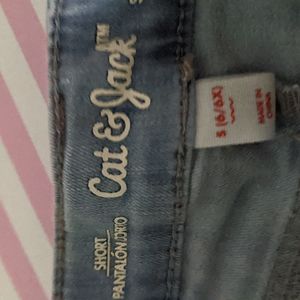 Cat & Jack™
SHORT
PANTALÓN CORTO
S (6/6X)
MADE IN
CHINA